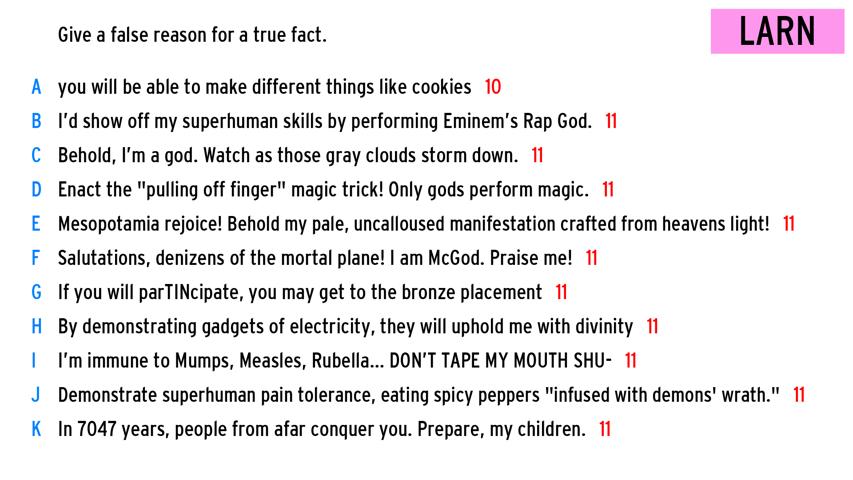 Give a false reason for a true fact.
LARN
A you will be able to make different things like cookies 10
B I'd show off my superhuman skills by performing Eminem's Rap God. 11
C Behold, I'm a god. Watch as those gray clouds storm down. 11
D Enact the "pulling off finger" magic trick! Only gods perform magic. 11
E Mesopotamia rejoice! Behold my pale, uncalloused manifestation crafted from heavens light! 11
F Salutations, denizens of the mortal plane! I am McGod. Praise me! 11
G If you will parTINcipate, you may get to the bronze placement 11
H By demonstrating gadgets of electricity, they will uphold me with divinity 11
I I'm immune to Mumps, Measles, Rubella... DON'T TAPE MY MOUTH SHU- 11
J Demonstrate superhuman pain tolerance, eating spicy peppers "infused with demons' wrath." 11
K In 7047 years, people from afar conquer you. Prepare, my children. 11